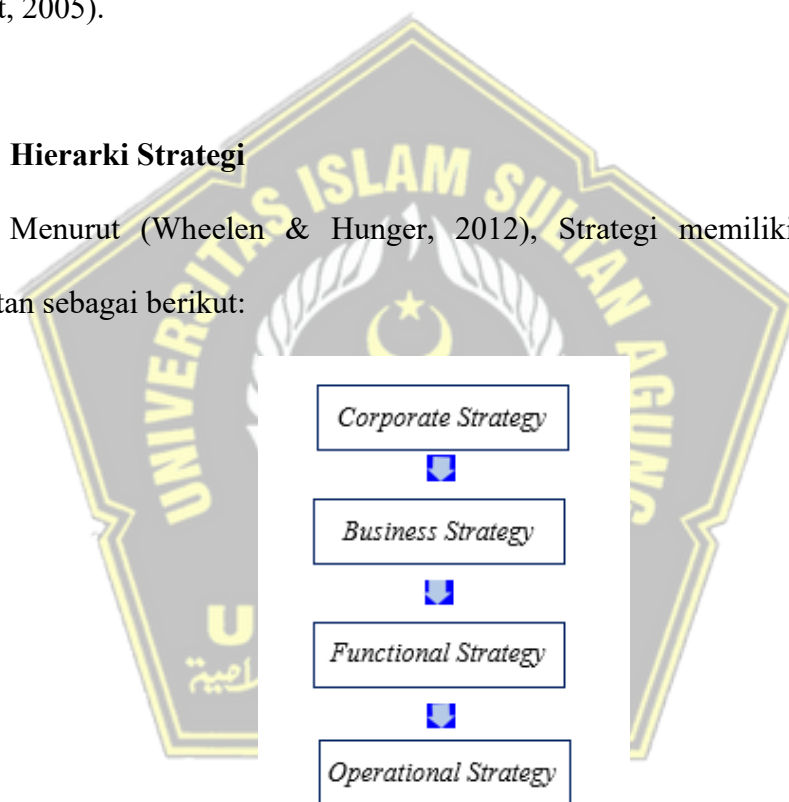 t, 2005).
Hierarki Strategi
Menurut (Wheelen & Hunger, 2012), Strategi memiliki
tan sebagai berikut:
UNIVERSITAS ISLAM SULTAN AGUNG
Corporate Strategy
Business Strategy
Functional Strategy
Operational Strategy
U